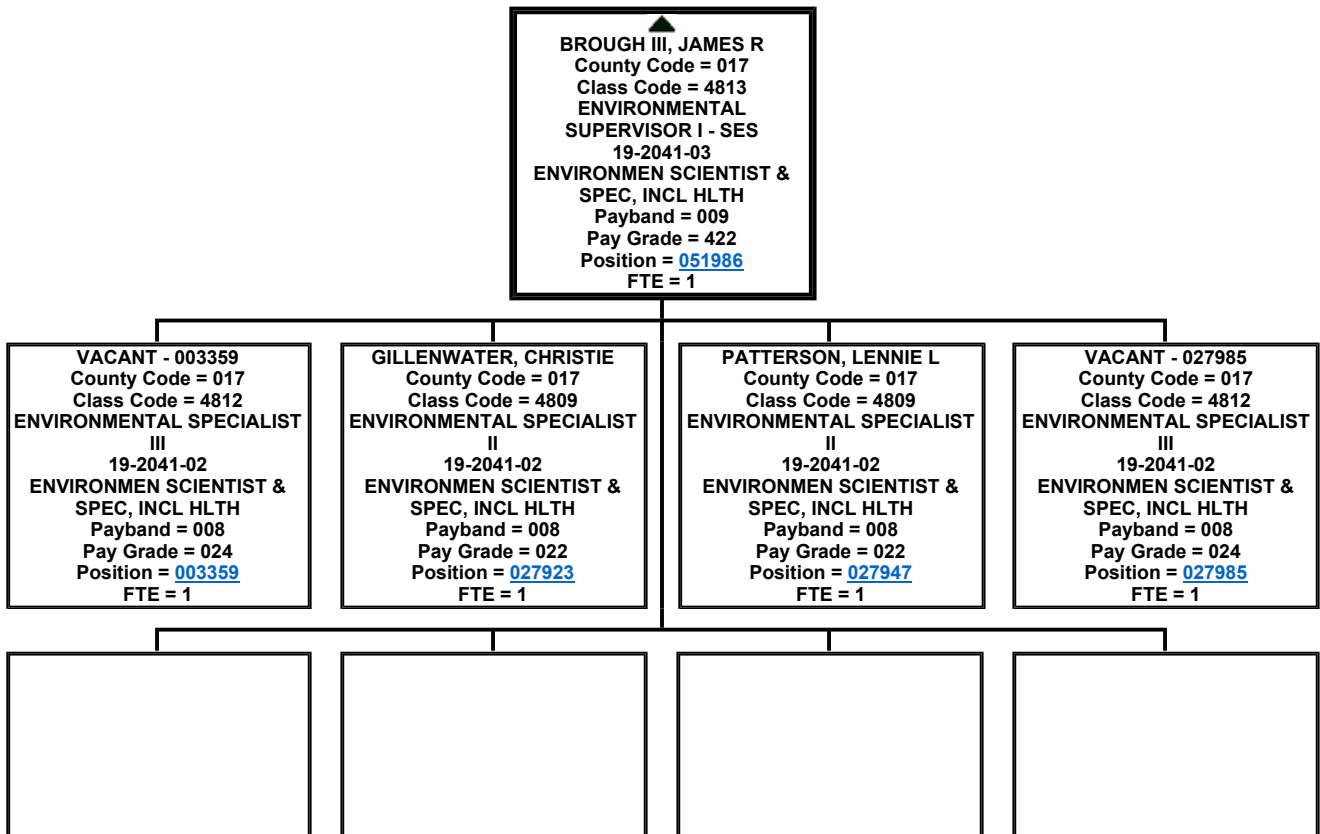 BROUGH III, JAMES R
County Code = 017
Class Code = 4813
ENVIRONMENTAL
SUPERVISOR I - SES
19-2041-03
ENVIRONMEN SCIENTIST &
SPEC, INCL HLTH
Payband = 009
Pay Grade = 422
Position = 051986
FTE = 1
VACANT - 003359
County Code = 017
Class Code = 4812
ENVIRONMENTAL SPECIALIST
III
19-2041-02
ENVIRONMEN SCIENTIST &
SPEC, INCL HLTH
Payband = 008
Pay Grade = 024
Position = 003359
FTE = 1
GILLENWATER, CHRISTIE
County Code = 017
Class Code = 4809
ENVIRONMENTAL SPECIALIST
II
19-2041-02
ENVIRONMEN SCIENTIST &
SPEC, INCL HLTH
Payband = 008
Pay Grade = 022
Position = 027923
FTE = 1
PATTERSON, LENNIE L
County Code = 017
Class Code = 4809
ENVIRONMENTAL SPECIALIST
II
19-2041-02
ENVIRONMEN SCIENTIST &
SPEC, INCL HLTH
Payband = 008
Pay Grade = 022
Position = 027947
FTE = 1
VACANT - 027985
County Code = 017
Class Code = 4812
ENVIRONMENTAL SPECIALIST
III
19-2041-02
ENVIRONMEN SCIENTIST &
SPEC, INCL HLTH
Payband = 008
Pay Grade = 024
Position = 027985
FTE = 1